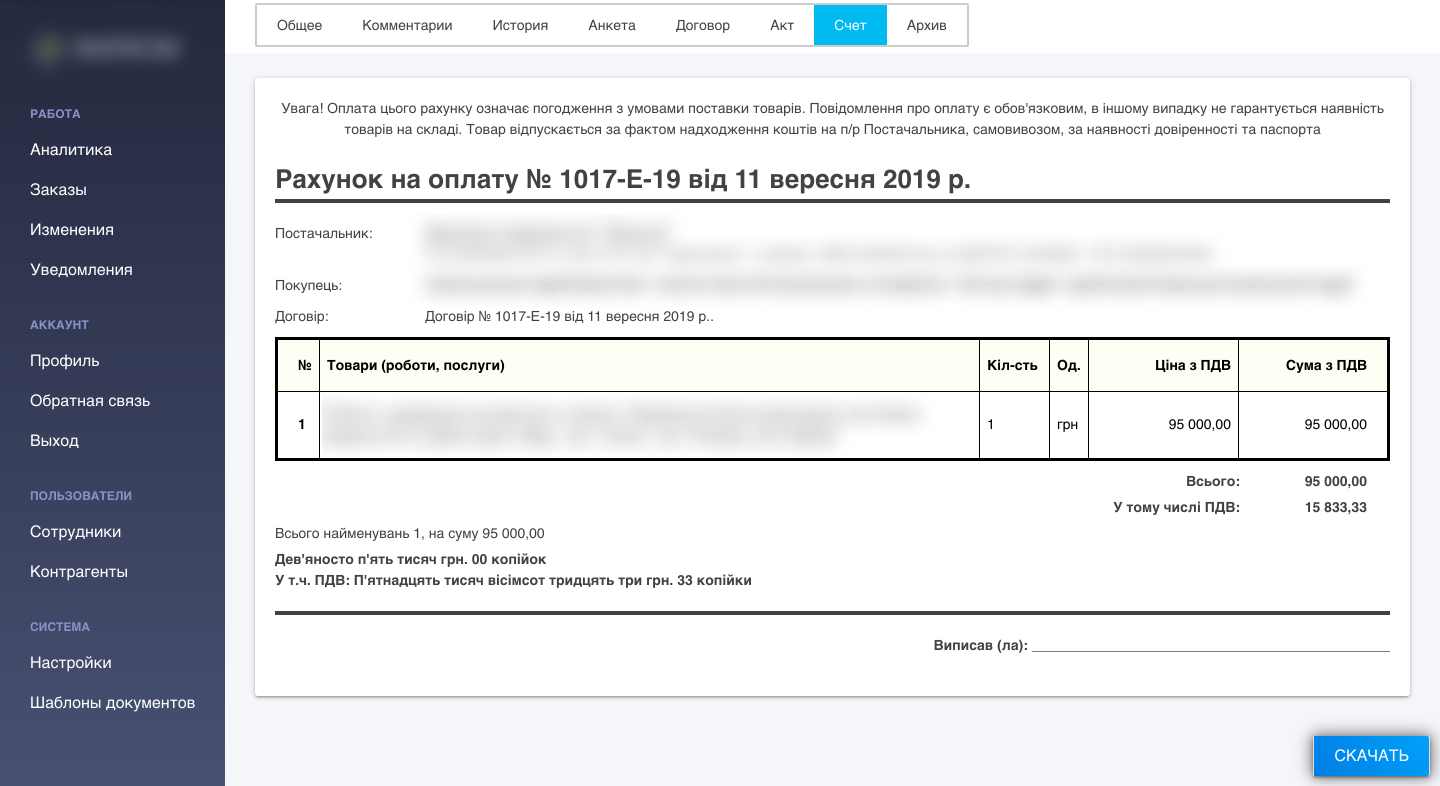 РАБОТА
Аналитика
Заказы
Изменения
Уведомления
АККАУНТ
Профиль
Обратная связь
Выход
ПОЛЬЗОВАТЕЛИ
Сотрудники
Контрагенты
СИСТЕМА
Настройки
Шаблоны документов
Общее Комментарии История Анкета Договор Акт Счет Архив
Увага! Оплата цього рахунку означає погодження з умовами поставки товарів. Повідомлення про оплату є обов'язковим, в іншому випадку не гарантується наявність
товарів на складі. Товар відпускається за фактом надходження коштів на п/р Постачальника, самовивозом, за наявності довіренності та паспорта
Рахунок на оплату № 1017-Е-19 від 11 вересня 2019 р.
Постачальник:
Покупець:
Договір: Договір № 1017-Е-19 від 11 вересня 2019 р..
№ Товари (роботи, послуги) Кіл-сть Од. Ціна з ПДВ Сума з ПДВ
1 1 грн 95 000,00 95 000,00
Всього: 95 000,00
У тому числі ПДВ: 15 833,33
Всього найменувань 1, на суму 95 000,00
Дев'яносто п'ять тисяч грн. 00 копійок
У т.ч. ПДВ: П'ятнадцять тисяч вісімсот тридцять три грн. 33 копійки
Виписав (ла):
СКАЧАТЬ